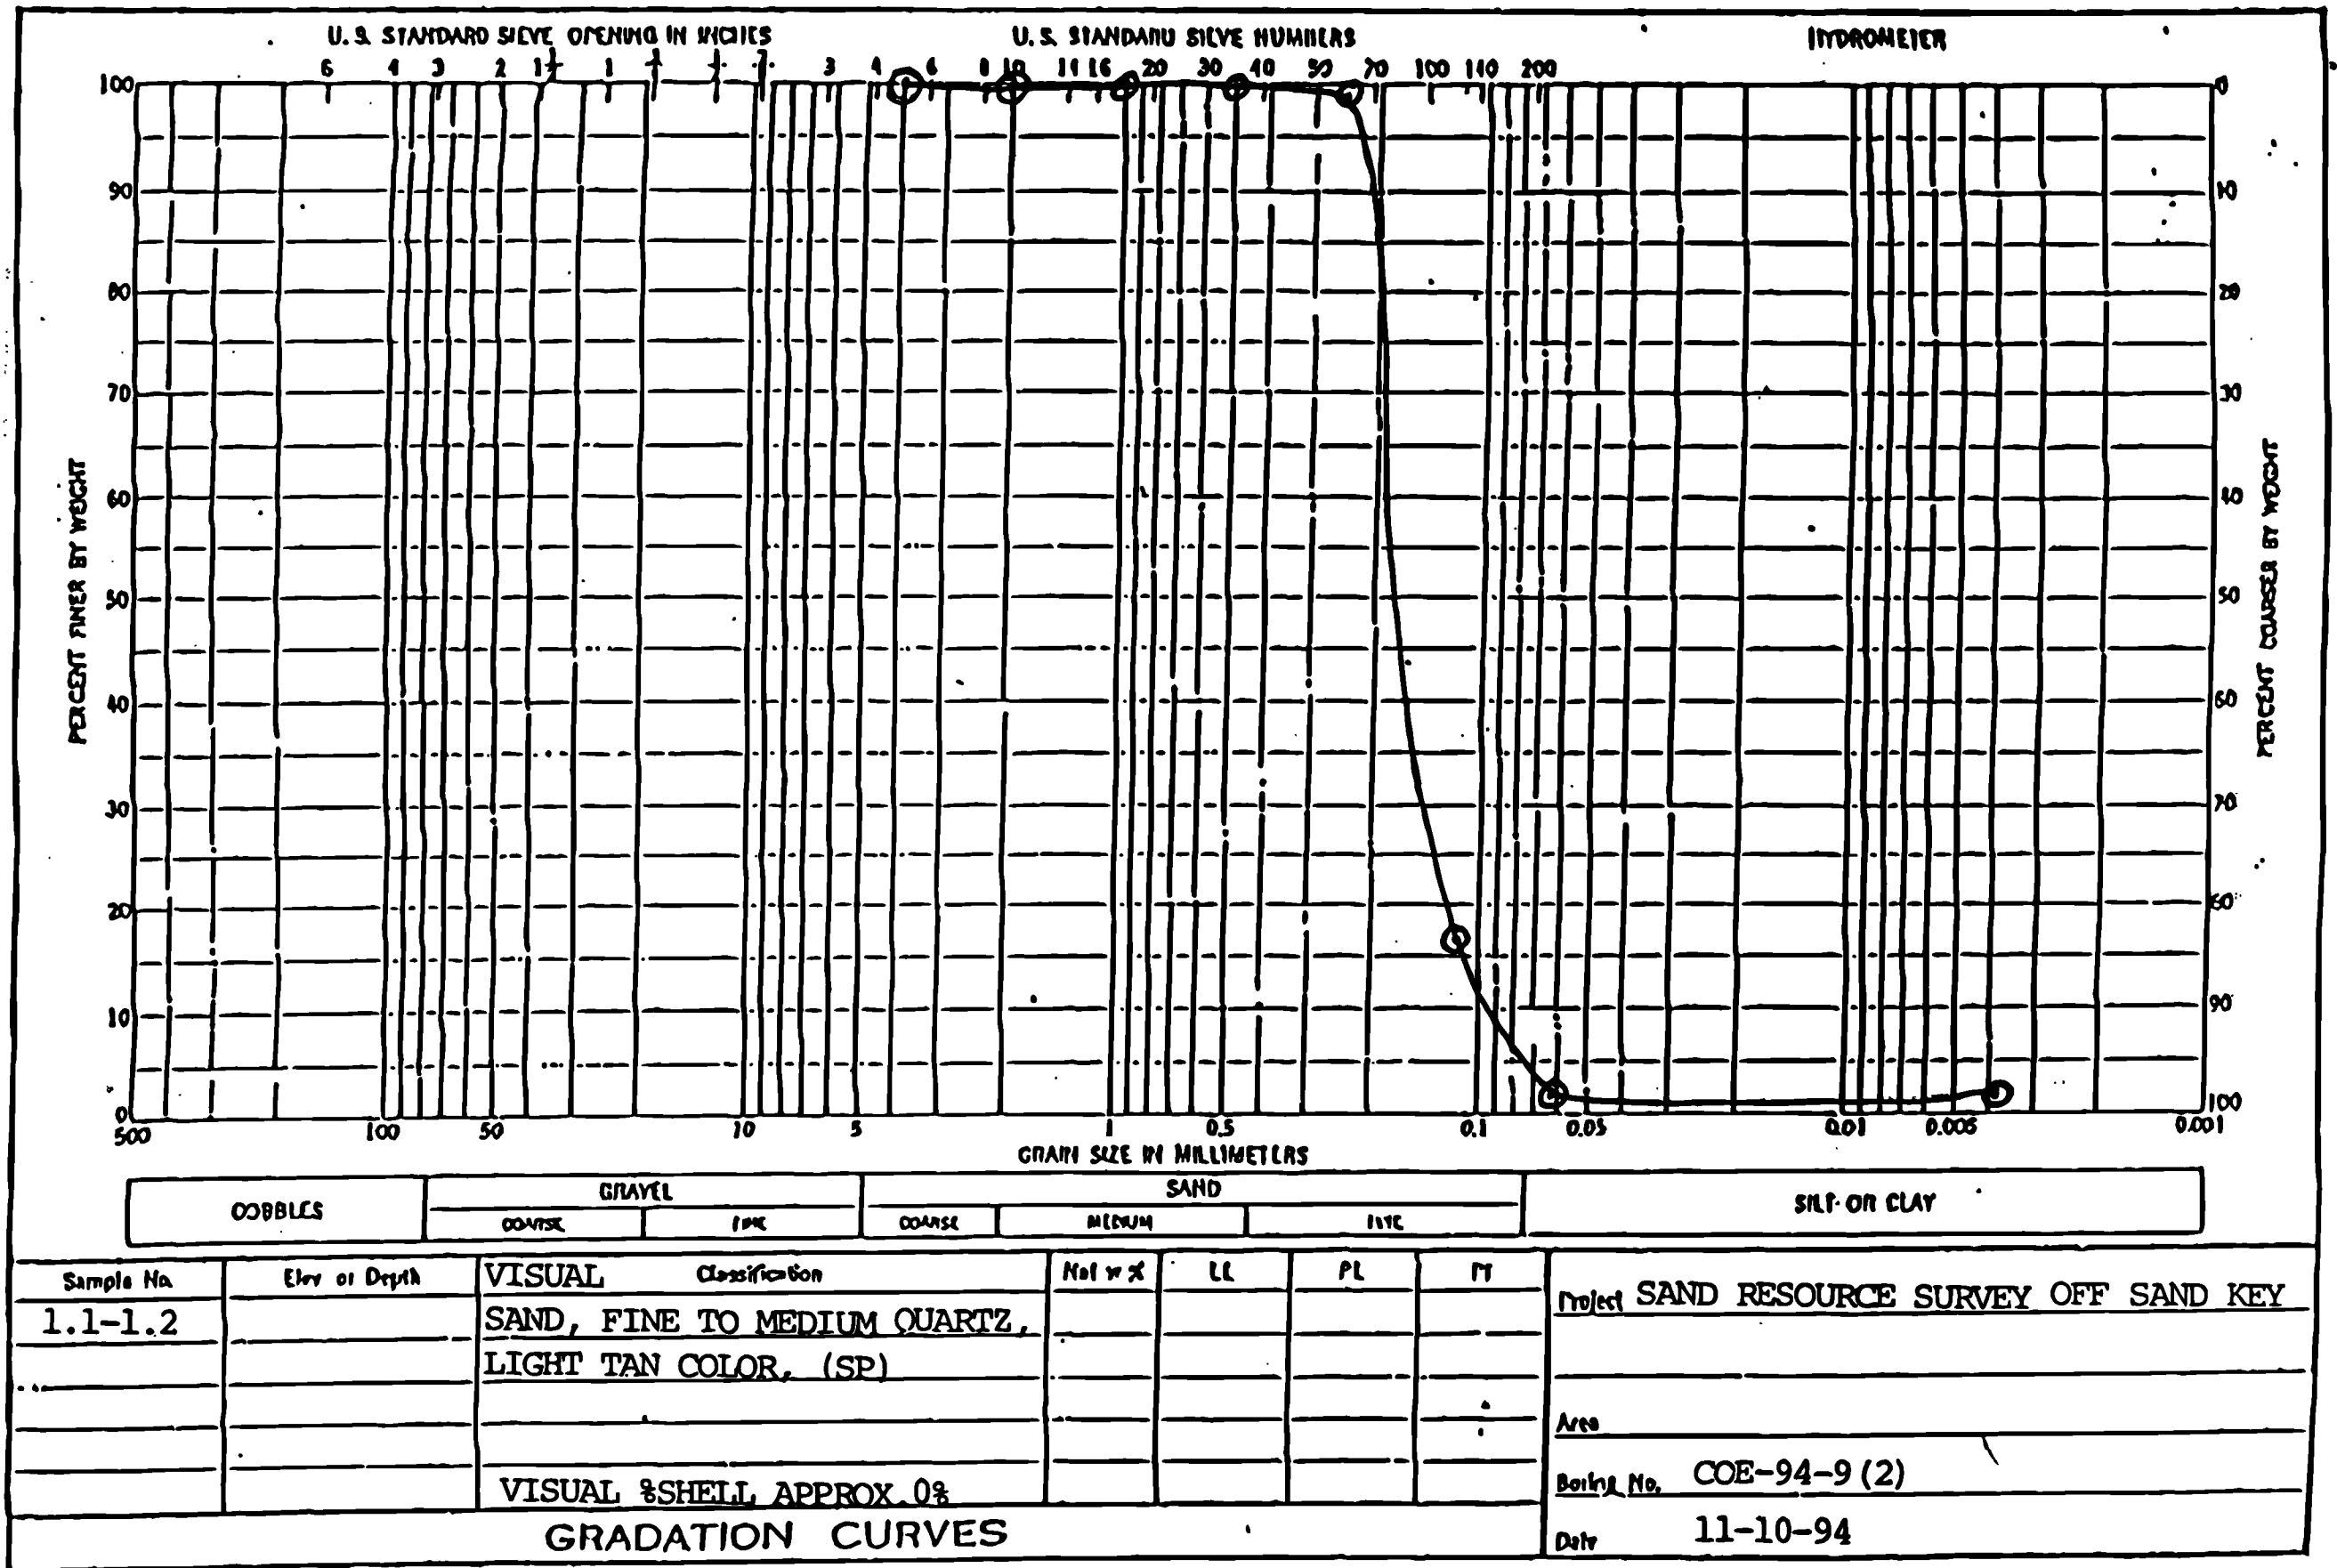 U. S. STANDARD SIEVE OPENING IN INCHES
U. S. STANDARD SIEVE NUMBERS
HYDROMETER
6 4 3 2 1½ 1 3 4 6 8 10 16 20 30 40 50 70 100 140 200
100 0
90 10
80 20
70 30
60 40
50 50
40 60
30 70
20 80
10 90
0 100
PERCENT FINER BY WEIGHT
PERCENT COARSER BY WEIGHT
500 100 50 10 5 1 0.5 0.1 0.05 0.01 0.005 0.001
GRAIN SIZE IN MILLIMETERS
COBBLES GRAVEL SAND SILT OR CLAY
COARSE FINE COARSE MEDIUM FINE
Sample No. Elev or Depth VISUAL Classification Nat w % LL PL PI
Project SAND RESOURCE SURVEY OFF SAND KEY
1.1-1.2 SAND, FINE TO MEDIUM QUARTZ,
LIGHT TAN COLOR, (SP)
Area
VISUAL %SHELL APPROX.0%
Boring No. COE-94-9(2)
GRADATION CURVES
Date 11-10-94